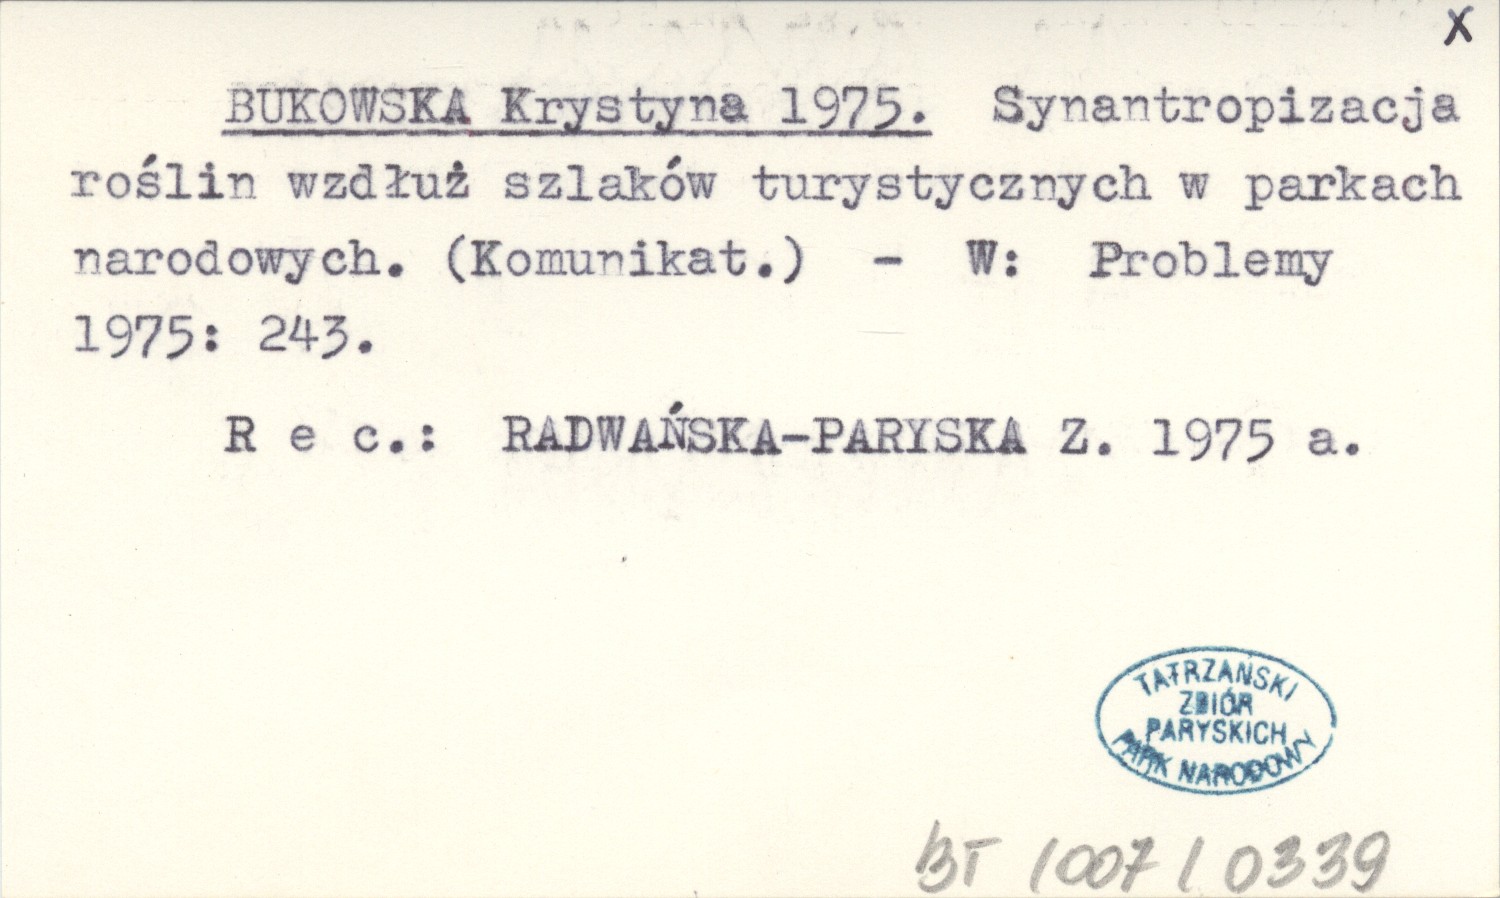 x
BUKOWSKA Krystyna 1975. Synantropizacja
roślin wzdłuż szlaków turystycznych w parkach
narodowych. (Komunikat.) - W: Problemy
1975: 243.
R e c.: RADWAŃSKA-PARYSKA Z. 1975 a.
TATRZAŃSKI
ZBIÓR
PARYSKICH
PARK NARODOWY
BT /007/0339